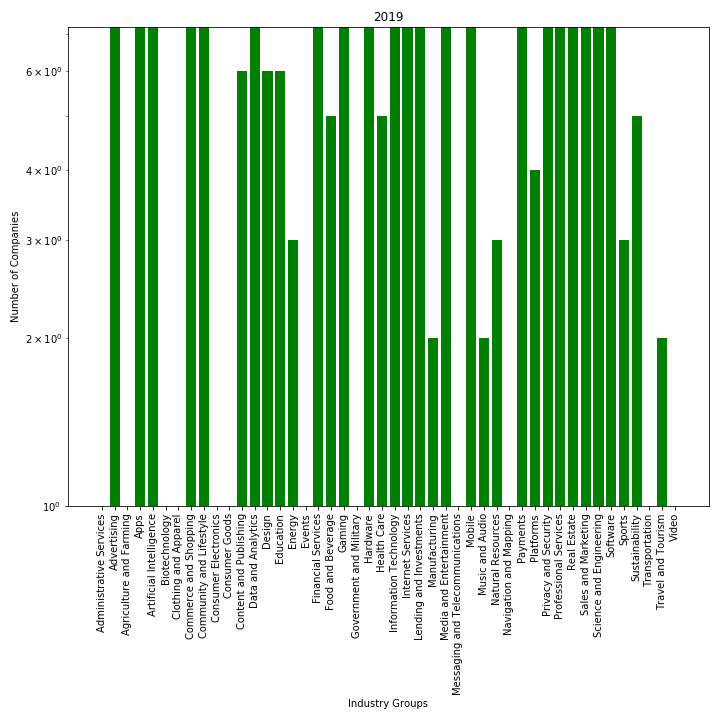 2019
6 × 10⁰
4 × 10⁰
3 × 10⁰
2 × 10⁰
10⁰
Number of Companies
Administrative Services
Advertising
Agriculture and Farming
Apps
Artificial Intelligence
Biotechnology
Clothing and Apparel
Commerce and Shopping
Community and Lifestyle
Consumer Electronics
Consumer Goods
Content and Publishing
Data and Analytics
Design
Education
Energy
Events
Financial Services
Food and Beverage
Gaming
Government and Military
Hardware
Health Care
Information Technology
Internet Services
Lending and Investments
Manufacturing
Media and Entertainment
Messaging and Telecommunications
Mobile
Music and Audio
Natural Resources
Navigation and Mapping
Payments
Platforms
Privacy and Security
Professional Services
Real Estate
Sales and Marketing
Science and Engineering
Software
Sports
Sustainability
Transportation
Travel and Tourism
Video
Industry Groups